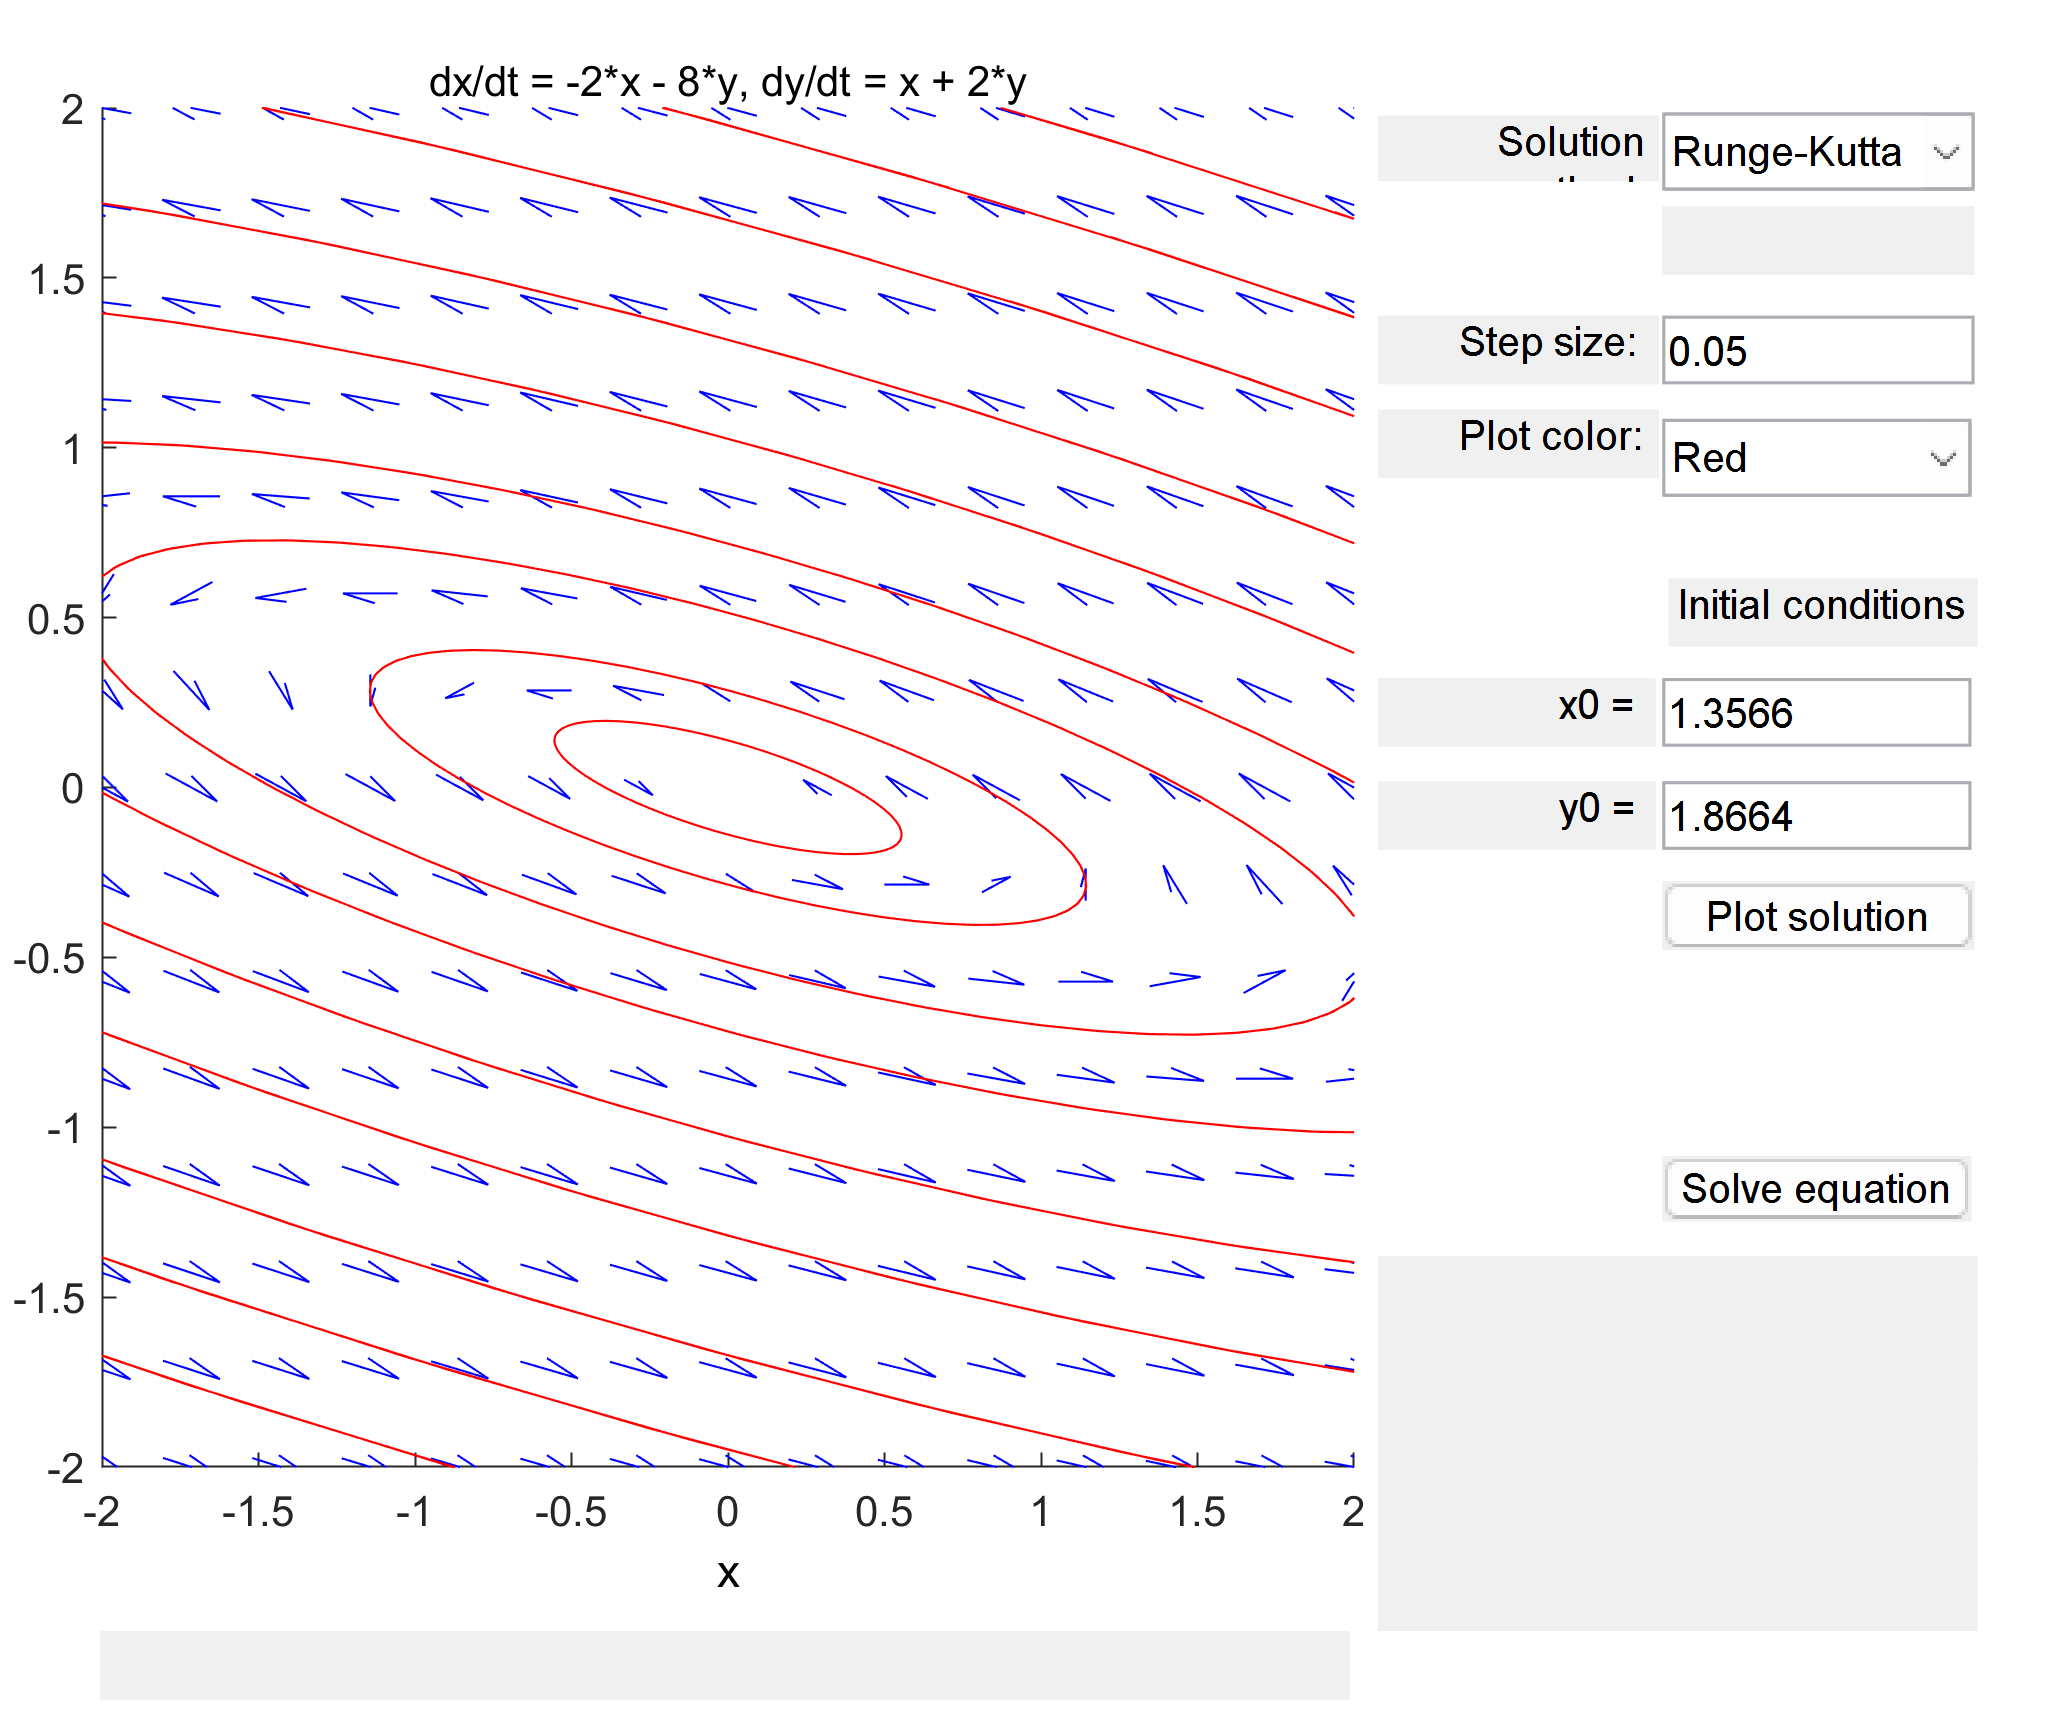 dx/dt = -2*x - 8*y, dy/dt = x + 2*y
2
1.5
1
0.5
0
-0.5
-1
-1.5
-2
-2 -1.5 -1 -0.5 0 0.5 1 1.5 2
x
Solution
Runge-Kutta
Step size:
0.05
Plot color:
Red
Initial conditions
x0 =
1.3566
y0 =
1.8664
Plot solution
Solve equation